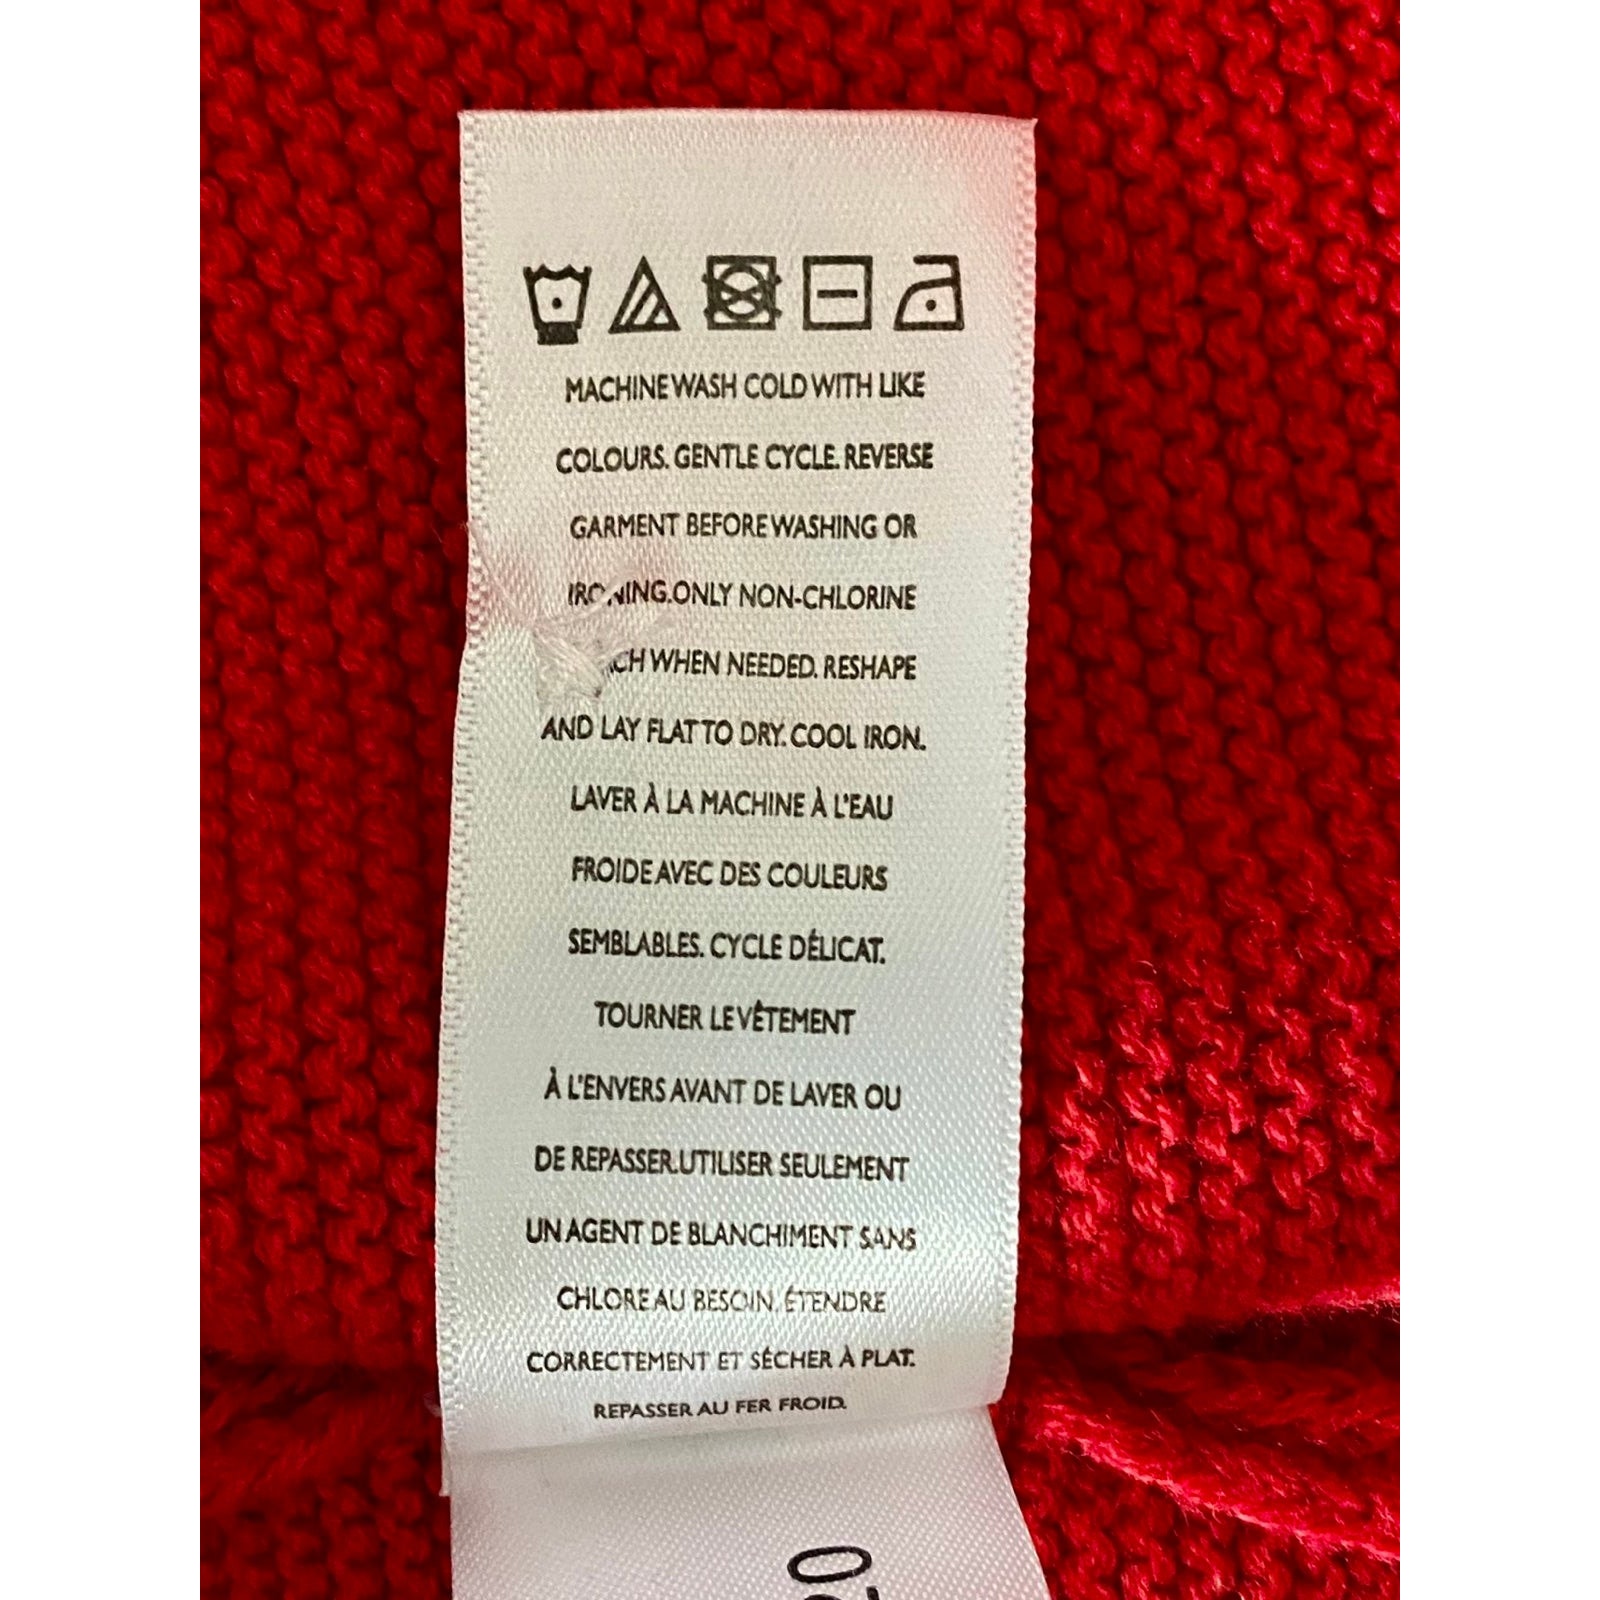 MACHINE WASH COLD WITH LIKE
COLOURS. GENTLE CYCLE. REVERSE
GARMENT BEFORE WASHING OR
IRONING. ONLY NON-CHLORINE
WHEN NEEDED. RESHAPE
AND LAY FLAT TO DRY. COOL IRON.
LAVER À LA MACHINE À L'EAU
FROIDE AVEC DES COULEURS
SEMBLABLES. CYCLE DÉLICAT.
TOURNER LE VÊTEMENT
À L'ENVERS AVANT DE LAVER OU
DE REPASSER. UTILISER SEULEMENT
UN AGENT DE BLANCHIMENT SANS
CHLORE AU BESOIN. ÉTENDRE
CORRECTEMENT ET SÉCHER À PLAT.
REPASSER AU FER FROID.